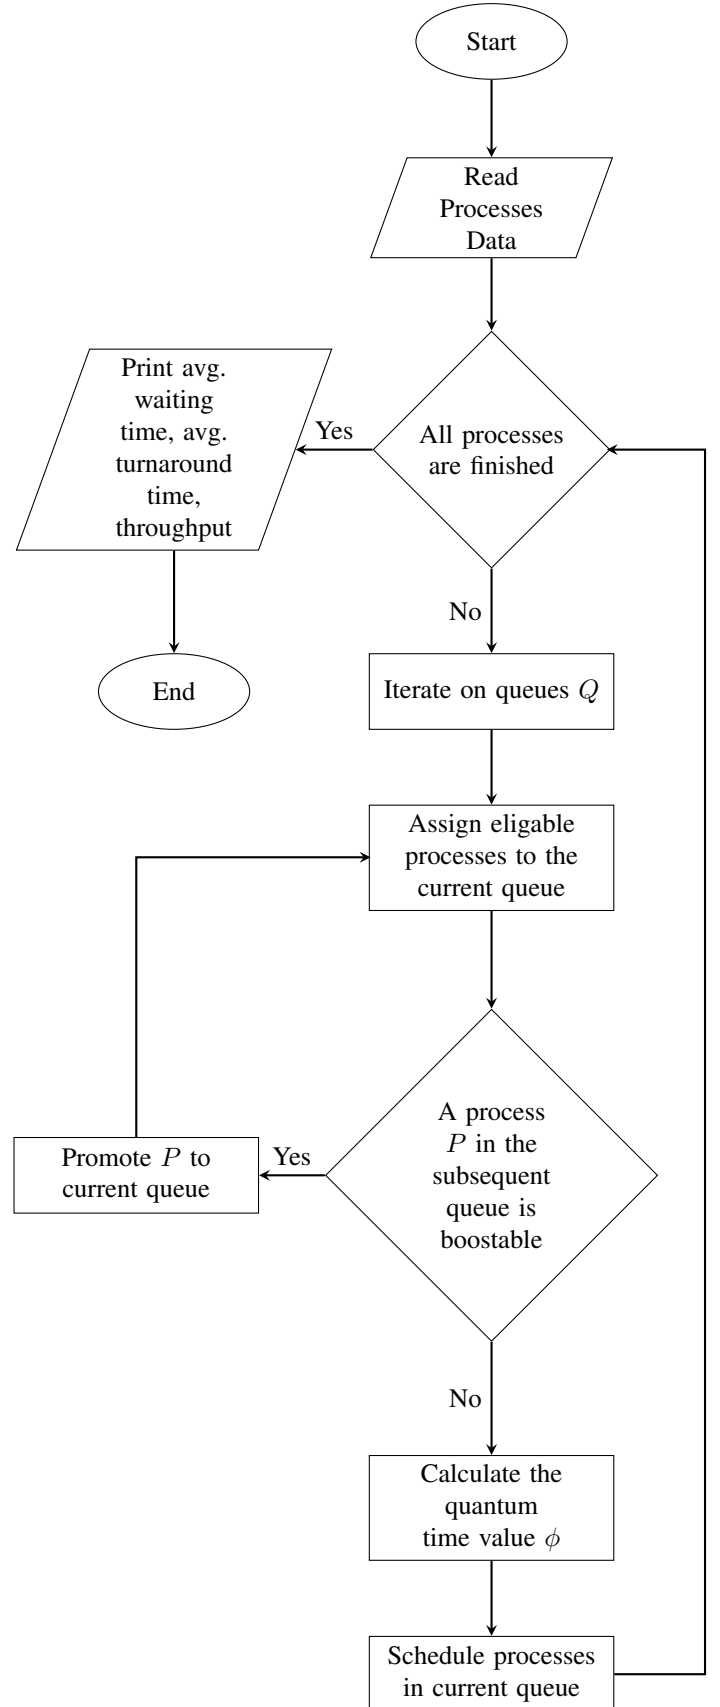 Start
Read
Processes
Data
All processes
are finished
Yes
Print avg.
waiting
time, avg.
turnaround
time,
throughput
End
No
Iterate on queues Q
Assign eligable
processes to the
current queue
A process
P in the
subsequent
queue is
boostable
Yes
Promote P to
current queue
No
Calculate the
quantum
time value ϕ
Schedule processes
in current queue